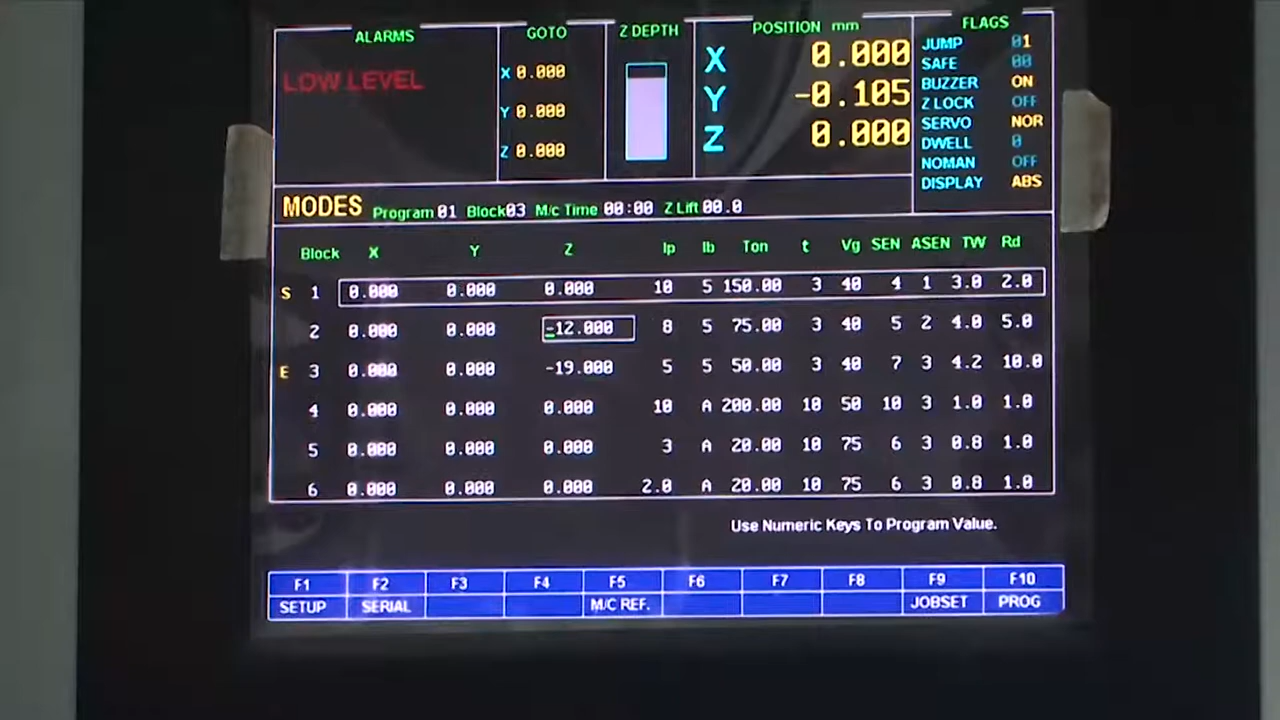 ALARMS GOTO Z DEPTH POSITION mm FLAGS
LOW LEVEL
X 0.000
Y 0.000
Z 0.000
X 0.000
Y -0.105
Z 0.000
JUMP 01
SAFE 00
BUZZER ON
Z LOCK OFF
SERVO NOR
DWELL 0
NOMAN OFF
DISPLAY ABS
MODES Program 01 Block03 M/c Time 00:00 Z Lift 00.0
Block X Y Z Ip Ib Ton t Vg SEN ASEN TW Rd
S 1 0.000 0.000 0.000 10 5 150.00 3 40 4 1 3.0 2.0
2 0.000 0.000 -12.000 8 5 75.00 3 40 5 2 4.0 5.0
E 3 0.000 0.000 -19.000 5 5 50.00 3 40 7 3 4.2 10.0
4 0.000 0.000 0.000 10 A 200.00 10 50 10 3 1.0 1.0
5 0.000 0.000 0.000 3 A 20.00 10 75 6 3 0.8 1.0
6 0.000 0.000 0.000 2.0 A 20.00 10 75 6 3 0.8 1.0
Use Numeric Keys To Program Value.
F1 F2 F3 F4 F5 F6 F7 F8 F9 F10
SETUP SERIAL M/C REF. JOBSET PROG